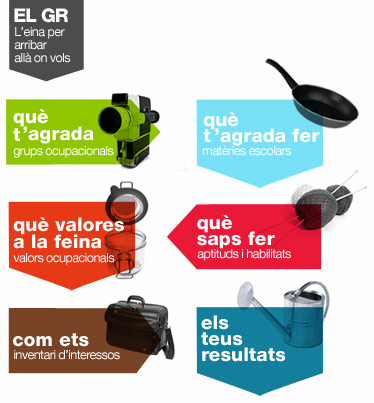 EL GR
L'eina per
arribar
allà on vols
què
t'agrada
grups ocupacionals
què
t'agrada fer
matèries escolars
què valores
a la feina
valors ocupacionals
què
saps fer
aptituds i habilitats
com ets
inventari d'interessos
els
teus
resultats